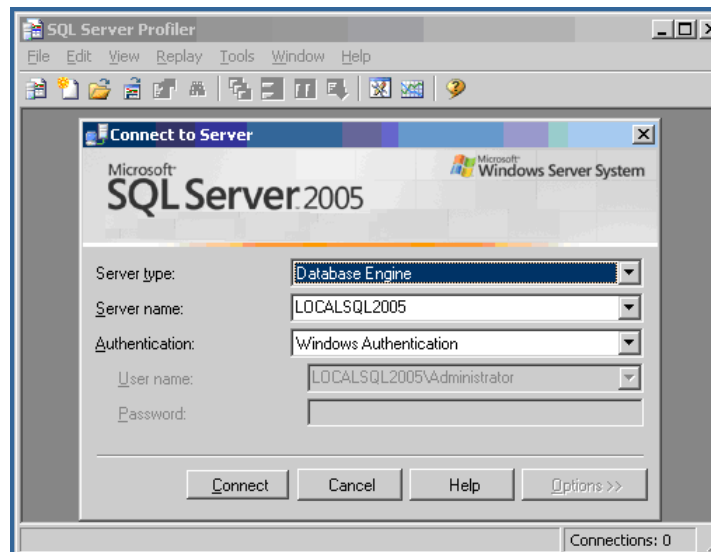 SQL Server Profiler
File Edit View Replay Tools Window Help
Connect to Server
Microsoft
SQL Server 2005
Microsoft
Windows Server System
Server type: Database Engine
Server name: LOCALSQL2005
Authentication: Windows Authentication
User name: LOCALSQL2005\Administrator
Password:
Connect Cancel Help Options >>
Connections: 0